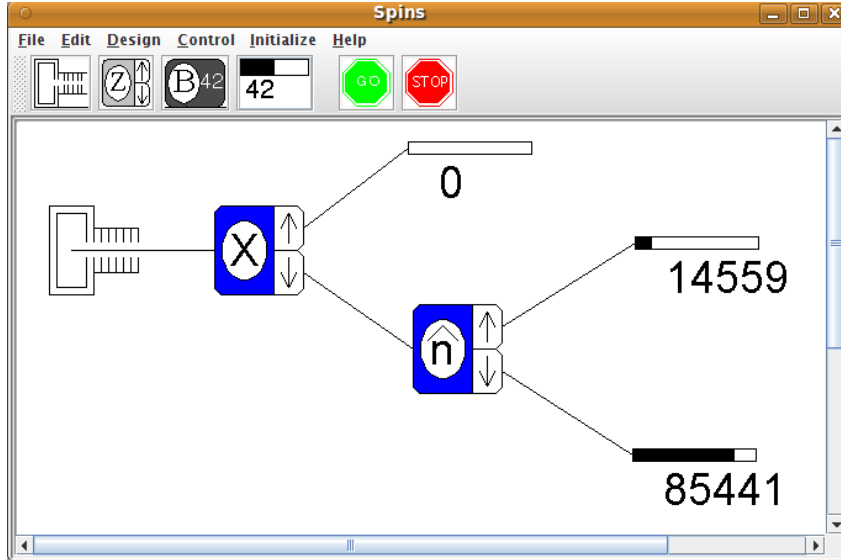 Spins
File Edit Design Control Initialize Help
Z B 42 42 GO STOP
0
X
14559
n̂
85441